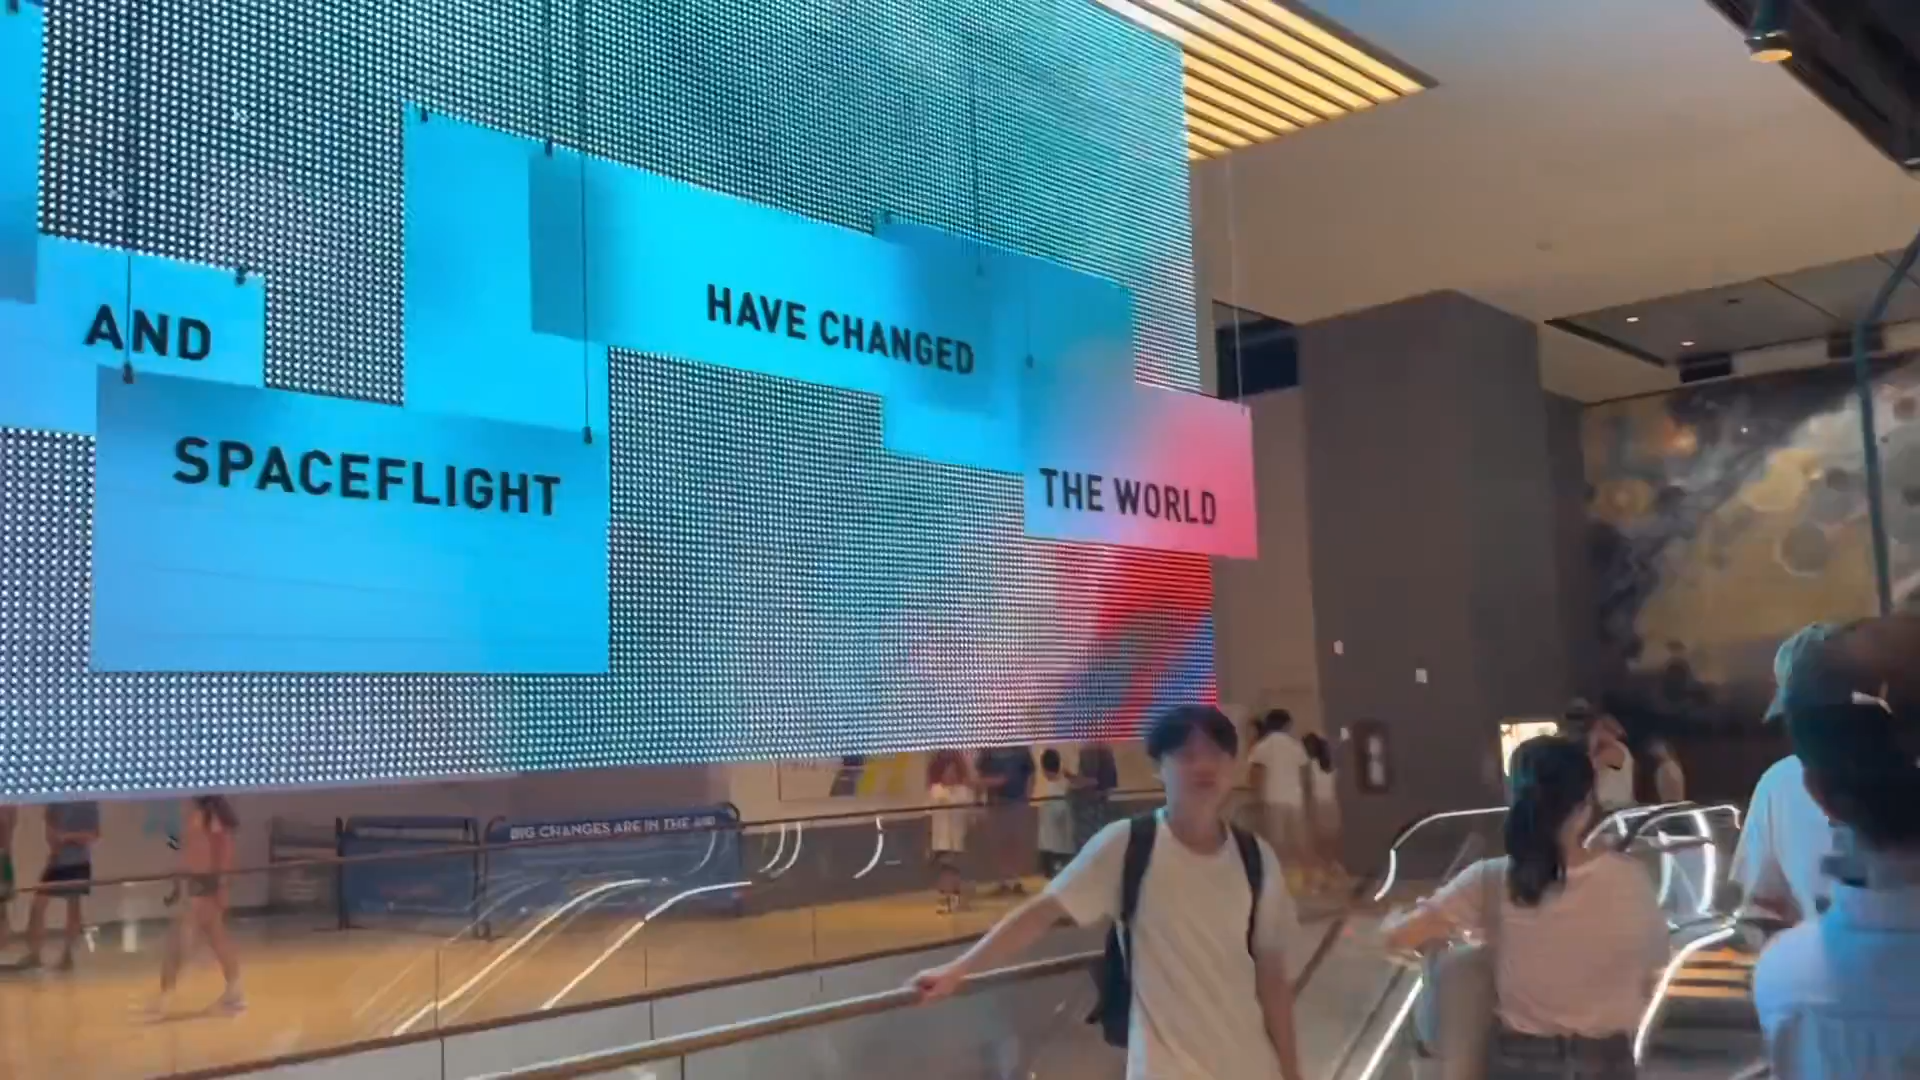 AND
SPACEFLIGHT
HAVE CHANGED
THE WORLD
BIG CHANGES ARE IN THE AIR!